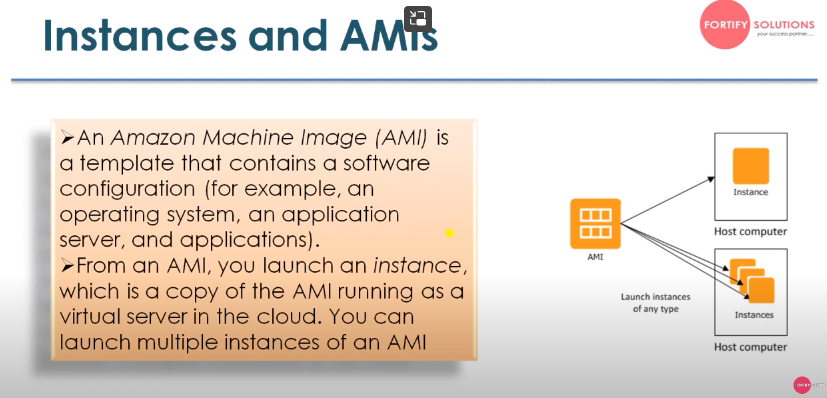 Instances and AMIs
FORTIFY SOLUTIONS
your success partner.....
➢An Amazon Machine Image (AMI) is
a template that contains a software
configuration (for example, an
operating system, an application
server, and applications).
➢From an AMI, you launch an instance,
which is a copy of the AMI running as a
virtual server in the cloud. You can
launch multiple instances of an AMI
AMI
Launch instances
of any type
Instance
Host computer
Instances
Host computer